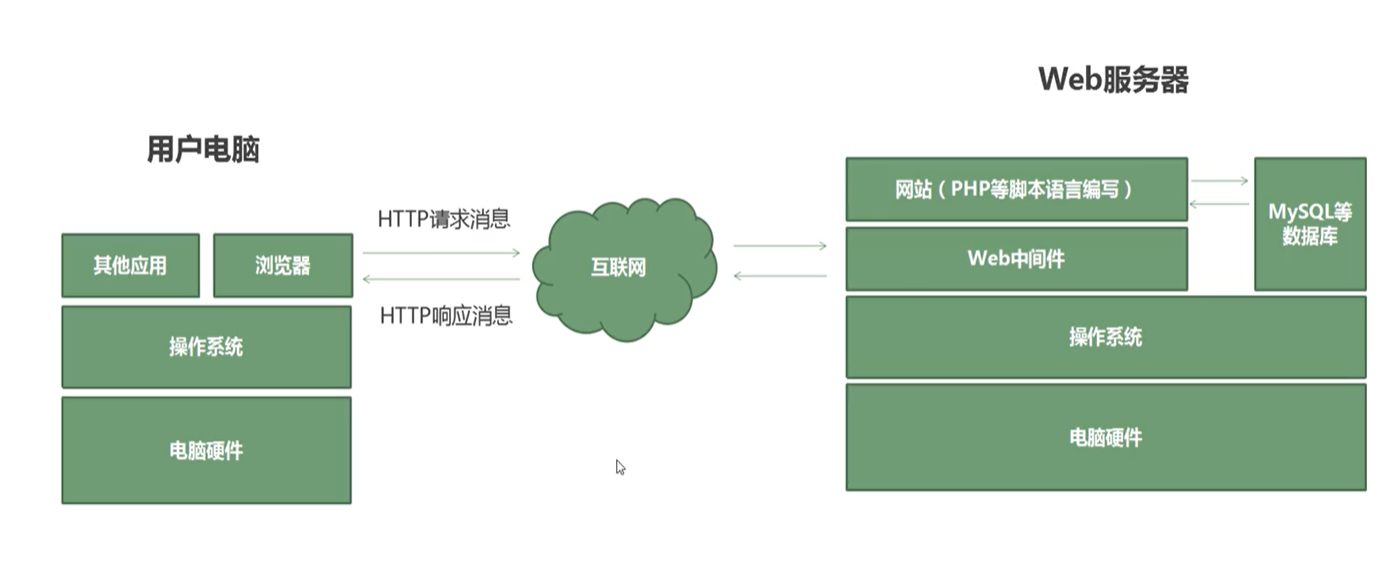 Web服务器
用户电脑
HTTP请求消息
HTTP响应消息
其他应用
浏览器
操作系统
电脑硬件
互联网
网站（PHP等脚本语言编写）
Web中间件
MySQL等
数据库
操作系统
电脑硬件